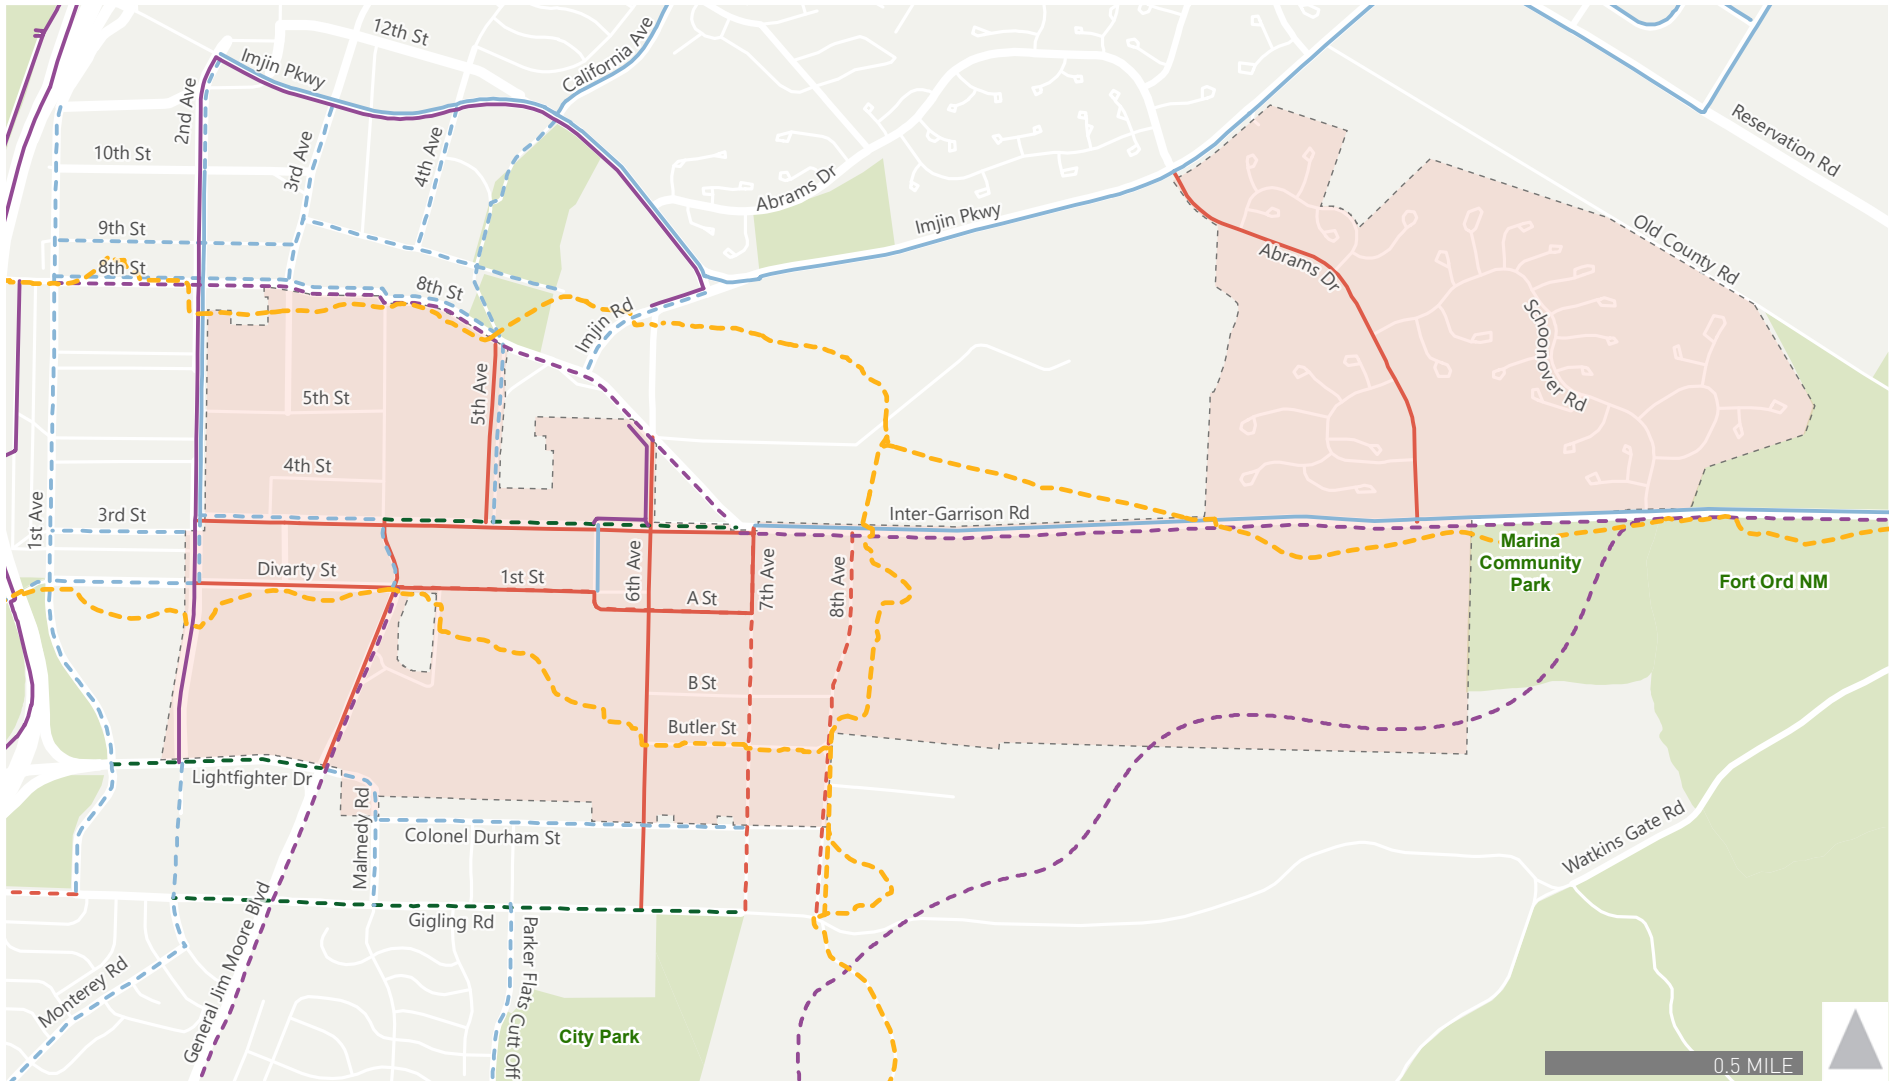 12th St
California Ave
Imjin Pkwy
2nd Ave
3rd Ave
4th Ave
10th St
Abrams Dr
Imjin Pkwy
Reservation Rd
9th St
8th St
8th St
Old County Rd
Abrams Dr
Imjin Rd
Schoonover Rd
5th St
5th Ave
4th St
1st Ave
3rd St
Inter-Garrison Rd
Marina
Community
Park
Fort Ord NM
Divarty St
1st St
6th Ave
A St
7th Ave
8th Ave
B St
Butler St
Lightfighter Dr
Malmedy Rd
Colonel Durham St
Watkins Gate Rd
Gigling Rd
General Jim Moore Blvd
Parker Flats Cutt Off
Monterey Rd
City Park
0.5 MILE